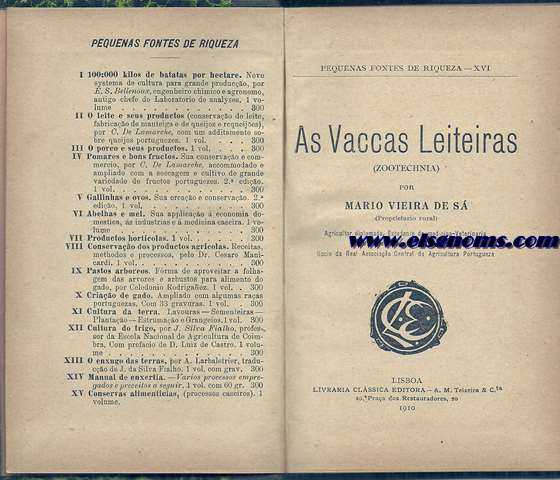 PEQUENAS FONTES DE RIQUEZA
I 100:000 kilos de batatas por hectare. Novo
systema de cultura para grande producção, por
E. S. Bellenoux, engenheiro chimico e agronomo,
antigo chefe do Laboratorio de analyses. 1 vo-
lume . . . . . . . . . . . . 300
II O leite e seus productos (conservação do leite,
fabricação de manteiga e de queijos e roqueijos),
por C. De Lamarche, com um additamento so-
bre queijos portuguezes. 1 vol. . . . 300
III O porco e seus productos. 1 vol. . . . 300
IV Pomares e bons fructos. Sua conservação e com-
mercio, por C. De Lamarche, accommodado e
ampliado com a seccagem e cultivo de grande
variedade de fructos portuguezes. 2.ª edição.
1 vol. . . . . . . . . . . . 300
V Gallinhas e ovos. Sua creação e conservação. 2.ª
edição, 1 vol. . . . . . . . . 300
VI Abelhas e mel. Sua applicação a economia do-
mestica, as industrias e á medicina caseira. 1 vo-
lume . . . . . . . . . . . . 300
VII Productos horticolas. 1 vol. . . . . 300
VIII Conservação dos productos agricolas. Receitas,
methodos e processos, pelo Dr. Cesare Mani-
cardi. 1 vol. . . . . . . . . . 300
IX Pastos arboreos. Fórma de aproveitar a folha-
gem das arvores e arbustos para alimento do
gado, por Celedonio Rodrigañez. 1 vol. . 300
X Criação de gado. Ampliado com algumas raças
portuguezas. Com 33 gravuras. 1 vol. . 300
XI Cultura da terra. Lavouras — Sementeiras —
Plantação — Estrumação e Grangeios. 1 vol. 300
XII Cultura do trigo, por J. Silva Fialho, profes-
sor da Escola Nacional de Agricultura de Coim-
bra. Com prefacio de D. Luiz de Castro. 1 volu-
me . . . . . . . . . . . . 300
XIII O enxugo das terras, por A. Larbaletrier, tradu-
cção de J. da Silva Fialho. 1 vol. com grav. 300
XIV Manual de enxertia. — Varios processos empre-
gados e preceitos a seguir. 1 vol. com 60 gr. 300
XV Conservas alimenticias, (processos caseiros). 1
volume.
PEQUENAS FONTES DE RIQUEZA — XVI
As Vaccas Leiteiras
(ZOOTECHNIA)
POR
MARIO VIEIRA DE SÁ
(Proprietario rural)
Agricultor diplomado, Estudante de medicina-Veterinaria
www.elsenoms.com
Socio da Real Associação Central da Agricultura Portugueza
LISBOA
LIVRARIA CLÁSSICA EDITORA — A. M. Teixeira & C.ta
20, Praça dos Restauradores, 20
1910